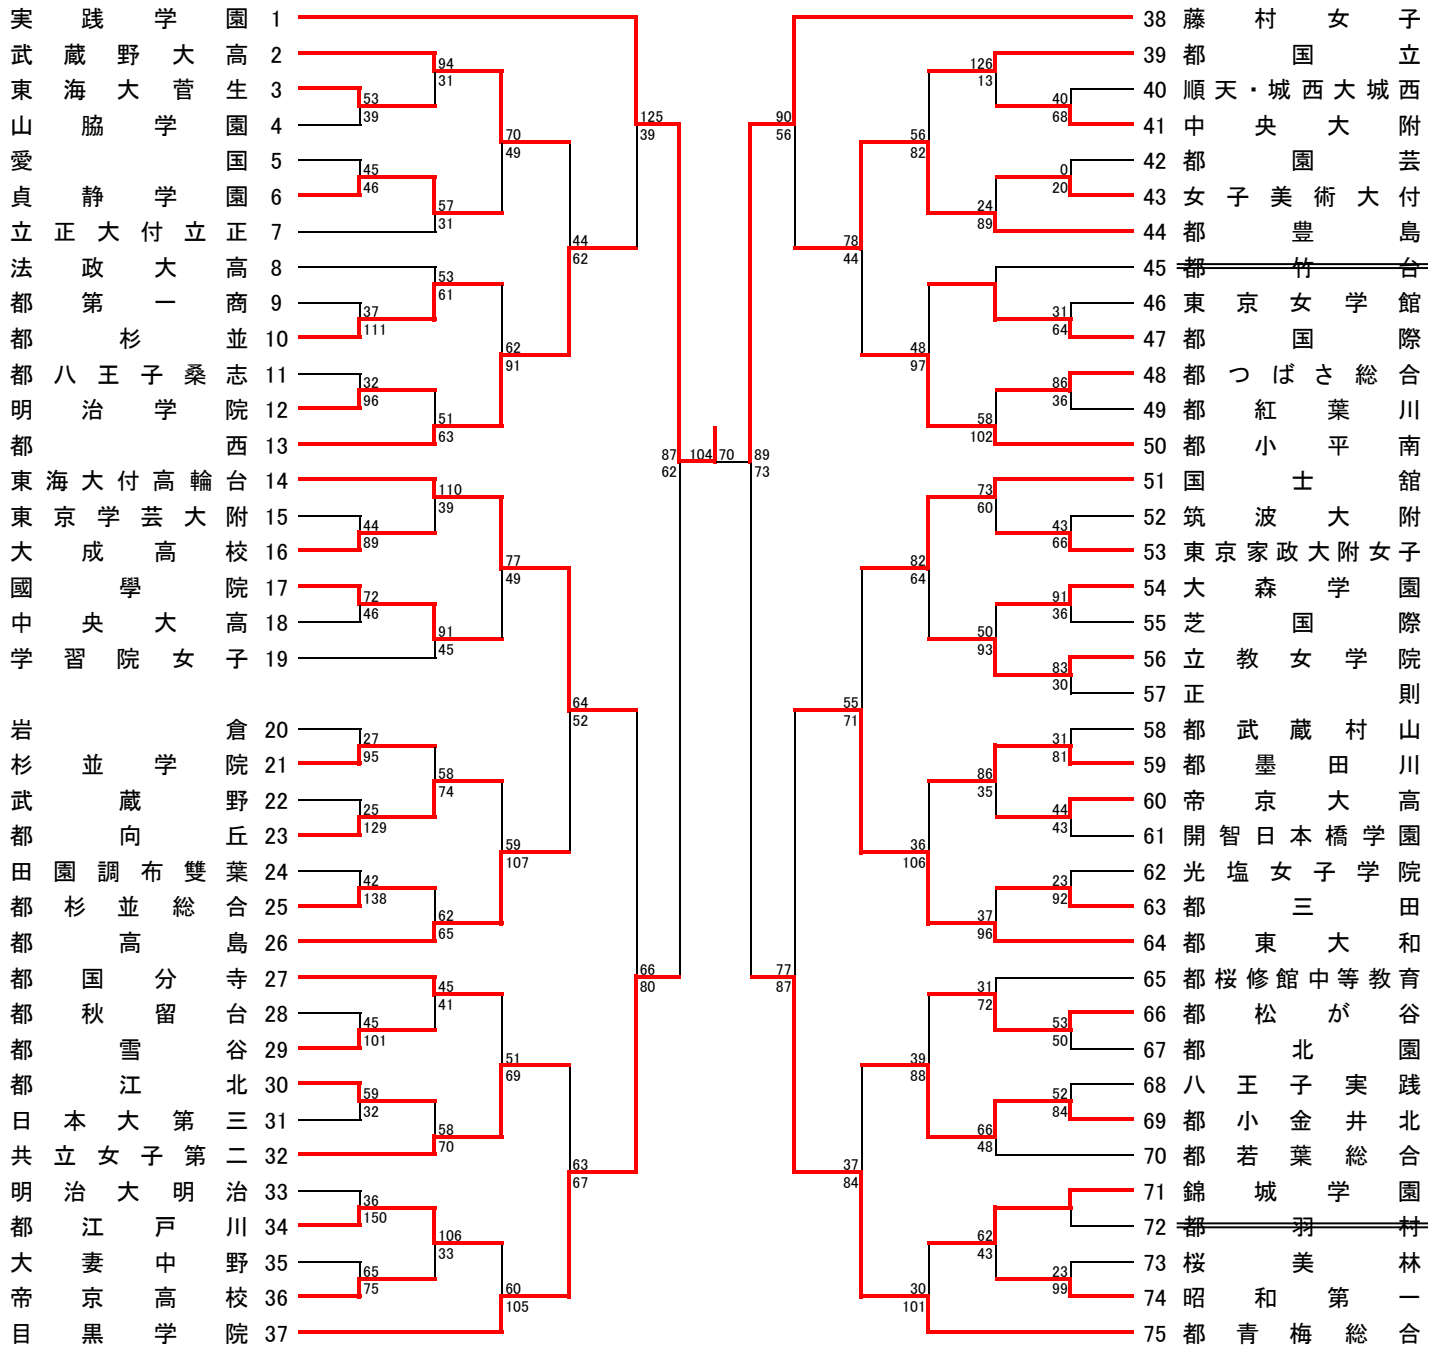 実践学園 1
武蔵野大高 2
東海大菅生 3
山脇学園 4
愛国 5
貞静学園 6
立正大付立正 7
法政大高 8
都第一商 9
都杉並 10
都八王子桑志 11
明治学院 12
都西 13
東海大付高輪台 14
東京学芸大附 15
大成高校 16
國學院 17
中央大高 18
学習院女子 19
岩倉 20
杉並学院 21
武蔵野 22
都向丘 23
田園調布雙葉 24
都杉並総合 25
都高島 26
都国分寺 27
都秋留台 28
都雪谷 29
都江北 30
日本大第三 31
共立女子第二 32
明治大明治 33
都江戸川 34
大妻中野 35
帝京高校 36
目黒学院 37
94
31
53
39
70
49
45
46
57
31
44
62
53
61
37
111
62
91
32
96
51
63
125
39
110
39
44
89
77
49
72
46
91
45
64
52
27
95
58
74
25
129
59
107
42
138
62
65
66
80
45
41
45
101
51
69
59
32
58
70
63
67
36
150
106
33
65
75
60
105
87
62
104 70
89
73
90
56
126
13
40
68
56
82
0
20
24
89
78
44
31
64
48
97
86
36
58
102
73
60
43
66
82
64
91
36
50
93
83
30
55
71
31
81
86
35
44
43
36
106
23
92
37
96
77
87
31
72
53
50
39
88
52
84
66
48
37
84
62
43
23
99
30
101
38 藤村女子
39 都国立
40 順天・城西大城西
41 中央大附
42 都園芸
43 女子美術大付
44 都豊島
45 都竹台
46 東京女学館
47 都国際
48 都つばさ総合
49 都紅葉川
50 都小平南
51 国士舘
52 筑波大附
53 東京家政大附女子
54 大森学園
55 芝国際
56 立教女学院
57 正則
58 都武蔵村山
59 都墨田川
60 帝京大高
61 開智日本橋学園
62 光塩女子学院
63 都三田
64 都東大和
65 都桜修館中等教育
66 都松が谷
67 都北園
68 八王子実践
69 都小金井北
70 都若葉総合
71 錦城学園
72 都羽村
73 桜美林
74 昭和第一
75 都青梅総合